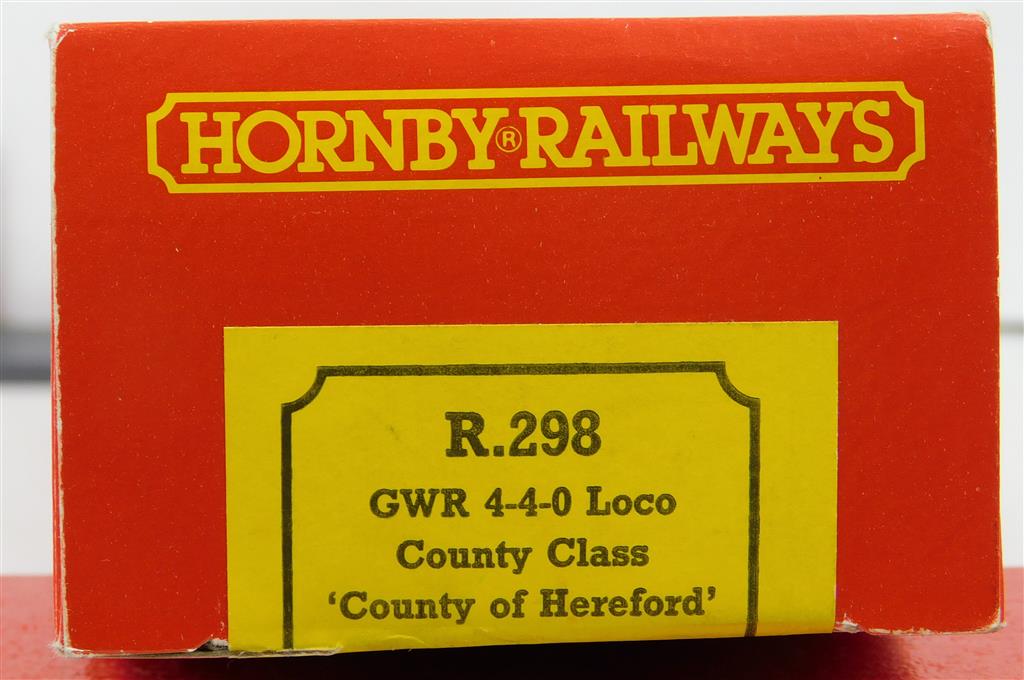 HORNBY®RAILWAYS
R.298
GWR 4-4-0 Loco
County Class
‘County of Hereford’